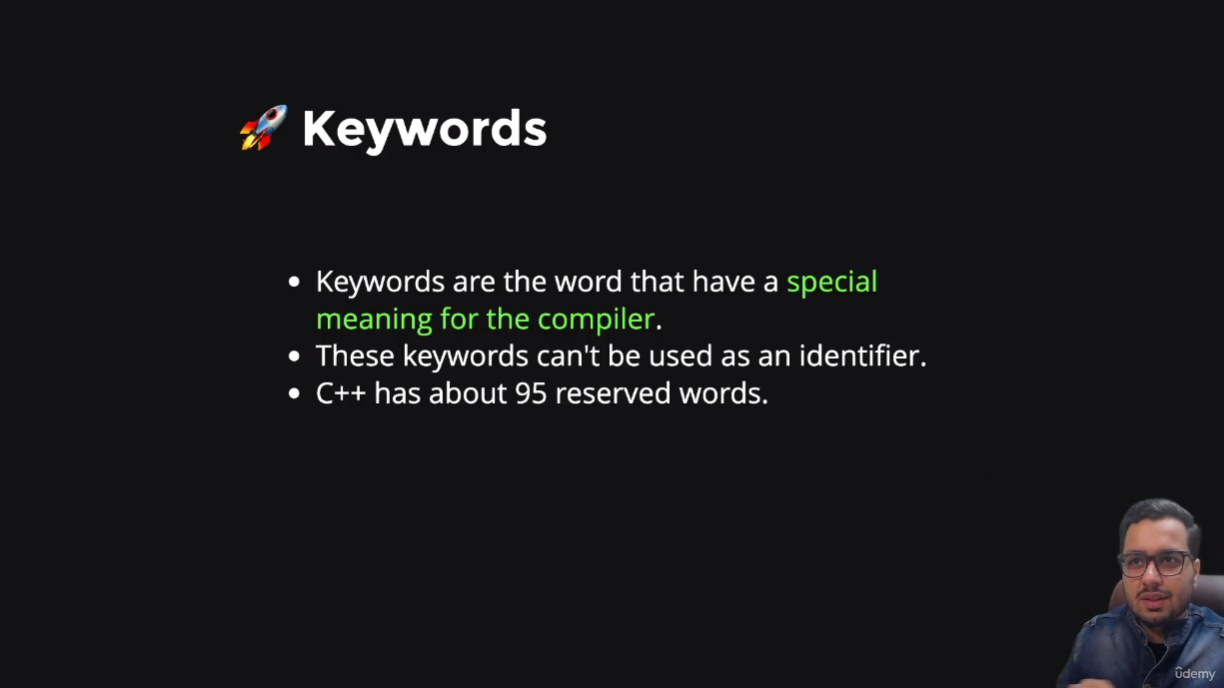 Keywords
Keywords are the word that have a special
meaning for the compiler.
These keywords can't be used as an identifier.
C++ has about 95 reserved words.
ûdemy